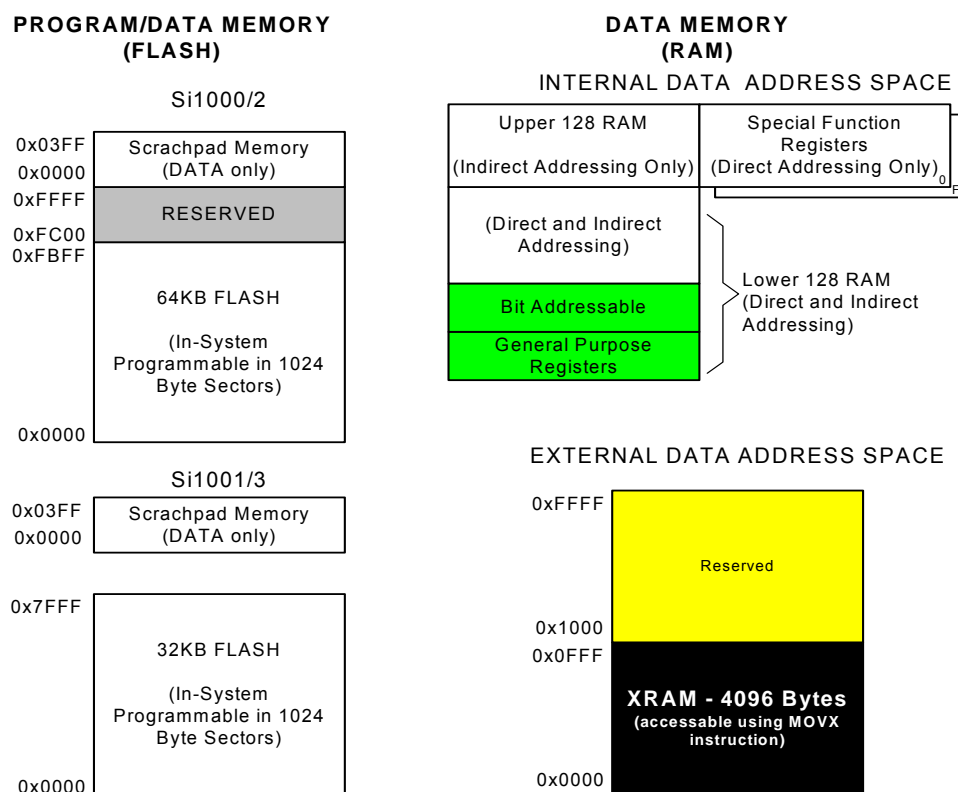 PROGRAM/DATA MEMORY
(FLASH)
Si1000/2
0x03FF
0x0000
Scrachpad Memory
(DATA only)
0xFFFF
RESERVED
0xFC00
0xFBFF
64KB FLASH
(In-System
Programmable in 1024
Byte Sectors)
0x0000
Si1001/3
0x03FF
0x0000
Scrachpad Memory
(DATA only)
0x7FFF
32KB FLASH
(In-System
Programmable in 1024
Byte Sectors)
0x0000
DATA MEMORY
(RAM)
INTERNAL DATA ADDRESS SPACE
Upper 128 RAM
(Indirect Addressing Only)
Special Function
Registers
(Direct Addressing Only)
0
F
(Direct and Indirect
Addressing)
Bit Addressable
General Purpose
Registers
Lower 128 RAM
(Direct and Indirect
Addressing)
EXTERNAL DATA ADDRESS SPACE
0xFFFF
Reserved
0x1000
0x0FFF
XRAM - 4096 Bytes
(accessable using MOVX
instruction)
0x0000